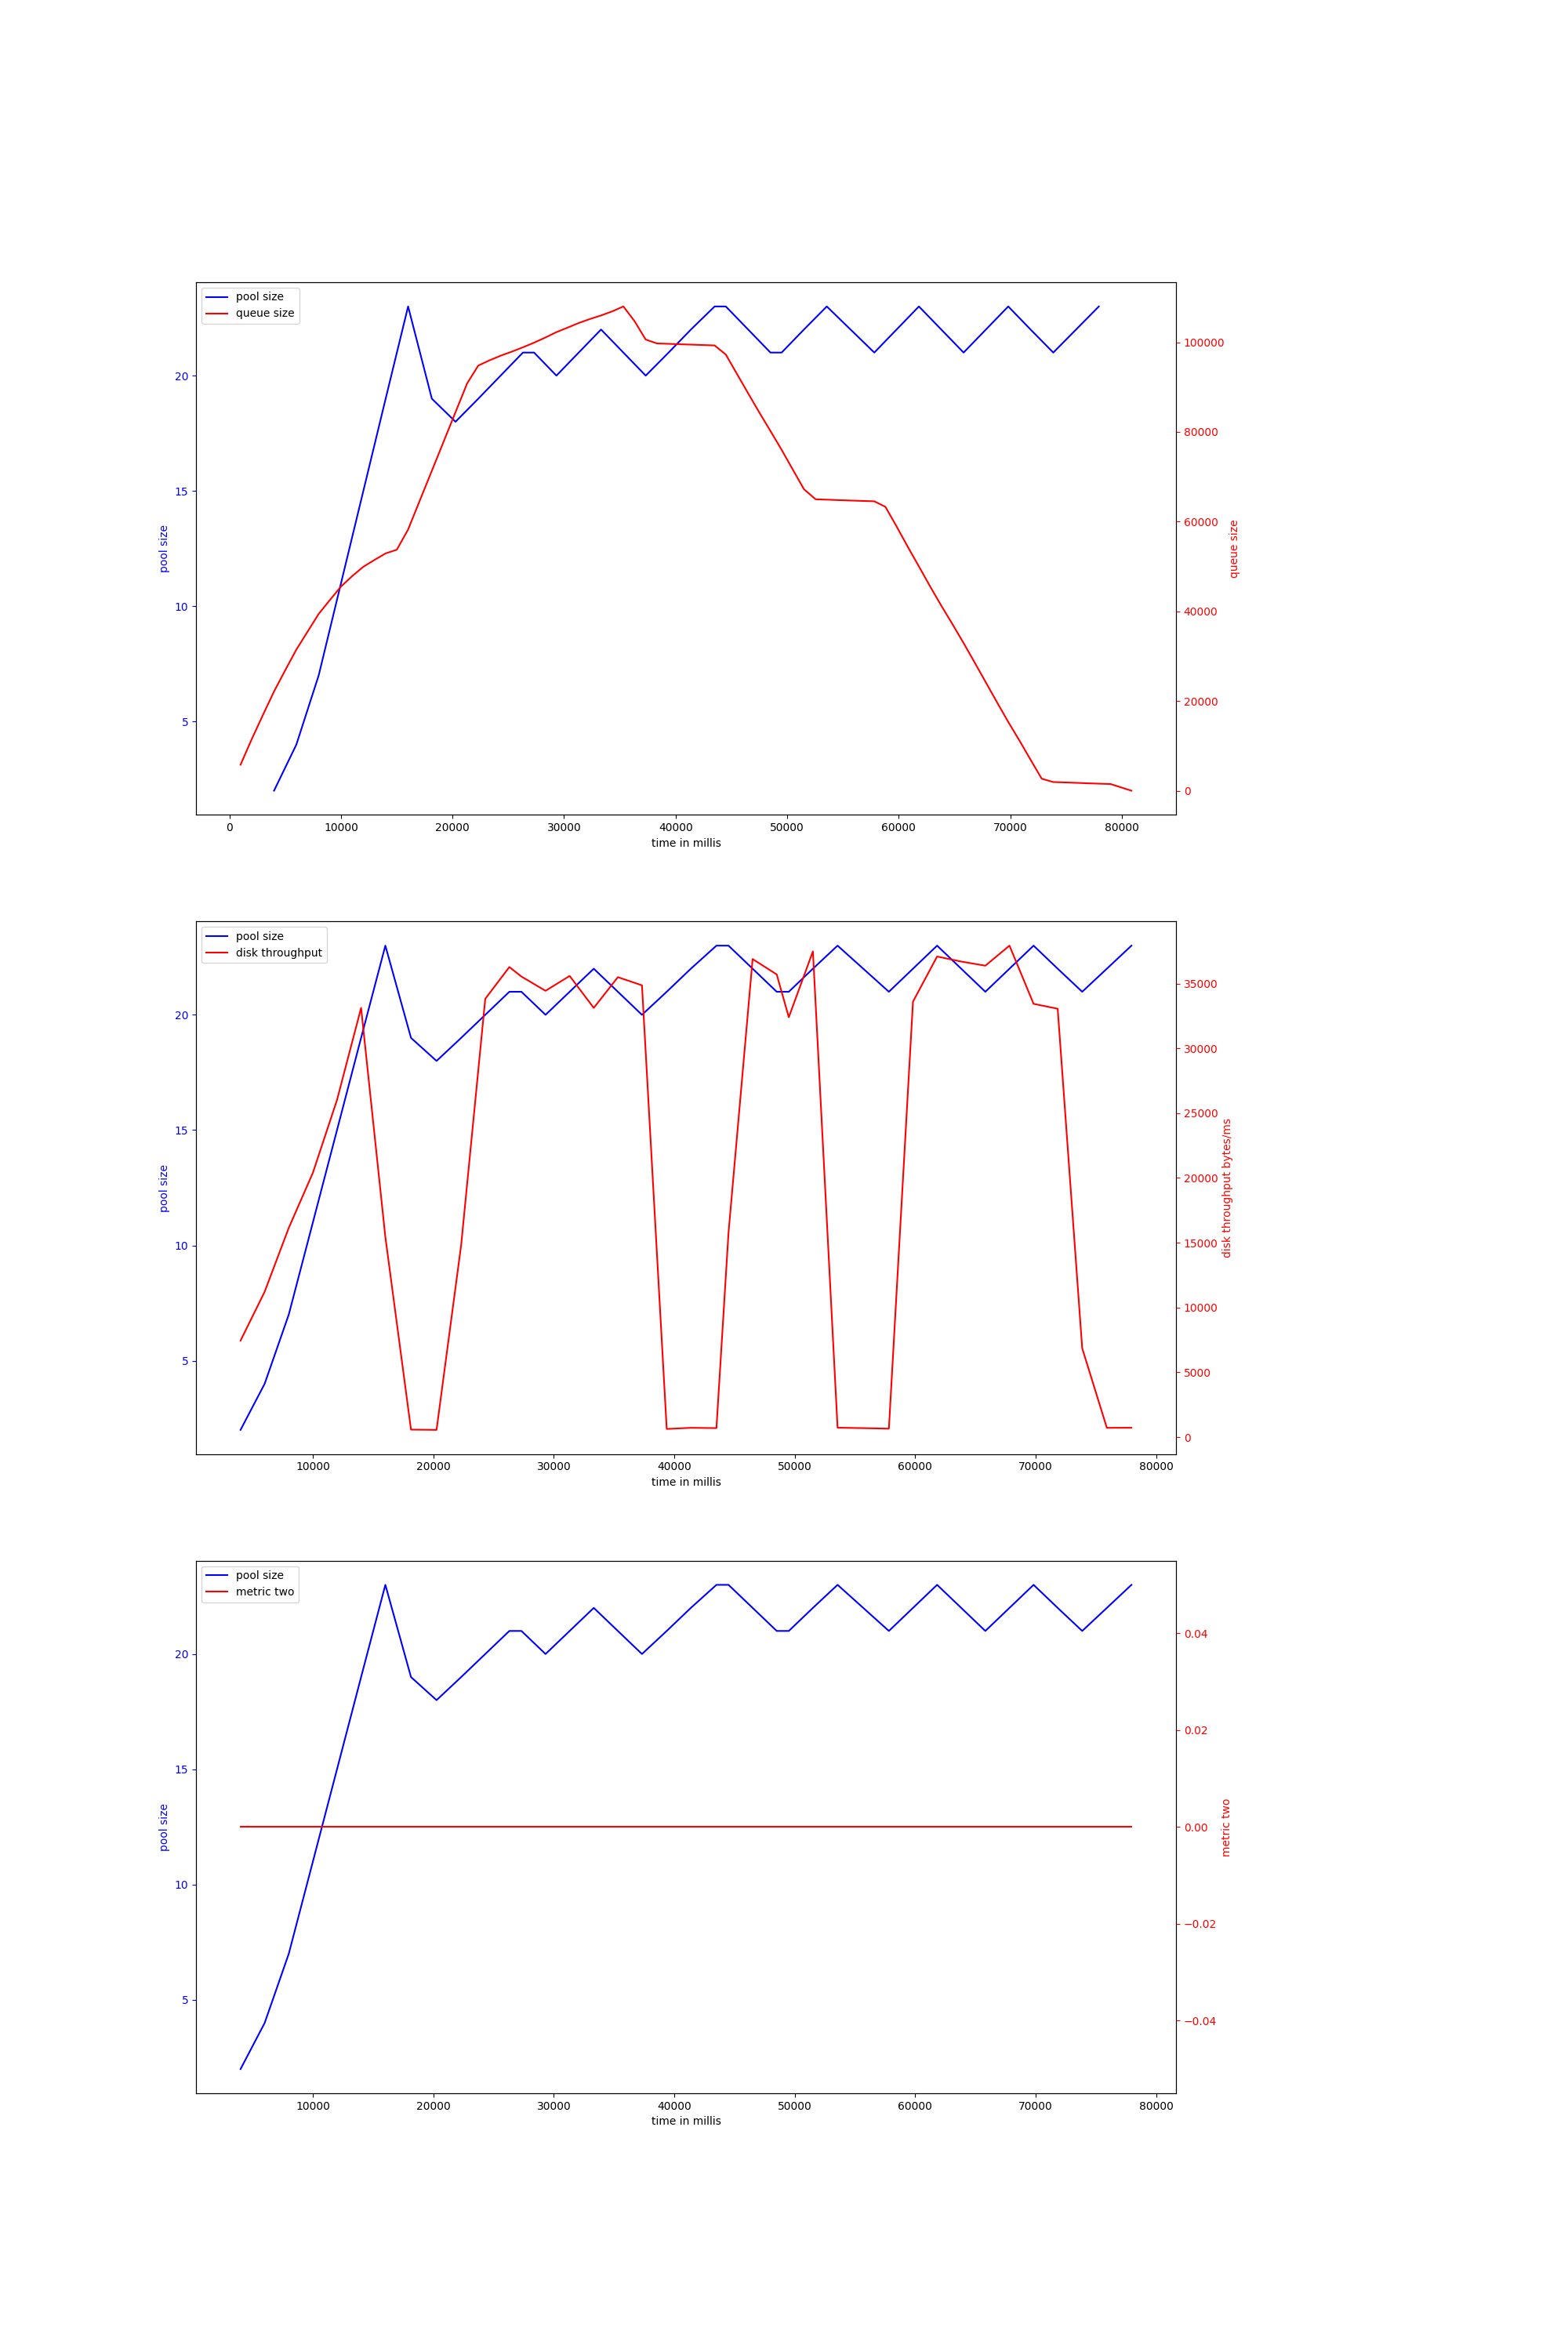 pool size
queue size
20
15
10
5
pool size
100000
80000
60000
40000
20000
0
queue size
0 10000 20000 30000 40000 50000 60000 70000 80000
time in millis
pool size
disk throughput
20
15
10
5
pool size
35000
30000
25000
20000
15000
10000
5000
0
disk throughput bytes/ms
10000 20000 30000 40000 50000 60000 70000 80000
time in millis
pool size
metric two
20
15
10
5
pool size
0.04
0.02
0.00
−0.02
−0.04
metric two
10000 20000 30000 40000 50000 60000 70000 80000
time in millis